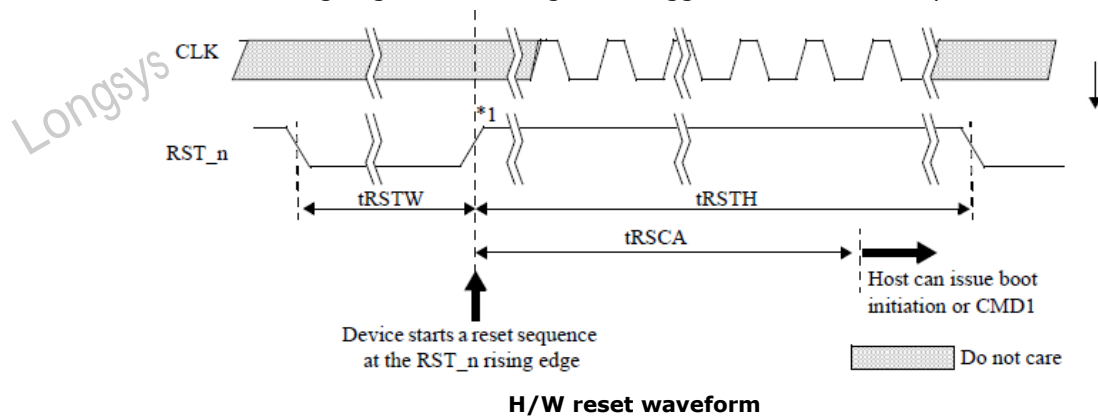 CLK
Longsys
*1
RST_n
tRSTW
tRSTH
tRSCA
Host can issue boot
initiation or CMD1
Device starts a reset sequence
at the RST_n rising edge
Do not care
H/W reset waveform